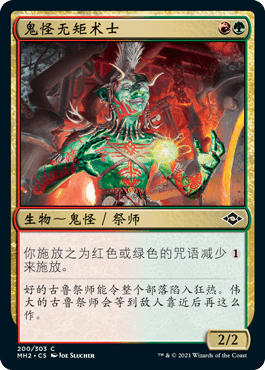 鬼怪无矩术士
生物～鬼怪／祭师
你施放之为红色或绿色的咒语减少1
来施放。
好的古鲁祭师能令整个部落陷入狂热。伟
大的古鲁祭师会等到敌人靠近后再这么
作。
2/2
200/303 C
MH2 • CS JOE SLUCHER
™ & © 2021 Wizards of the Coast